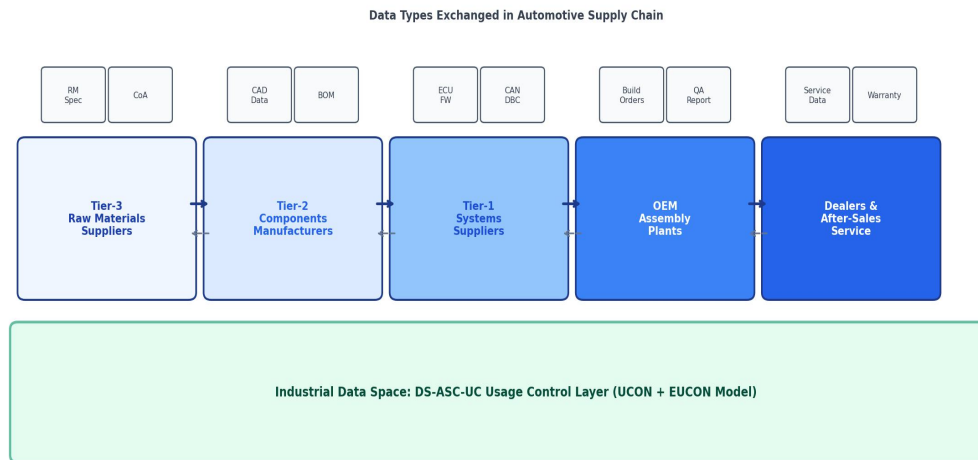 Data Types Exchanged in Automotive Supply Chain
RM
Spec
CoA
CAD
Data
BOM
ECU
FW
CAN
DBC
Build
Orders
QA
Report
Service
Data
Warranty
Tier-3
Raw Materials
Suppliers
Tier-2
Components
Manufacturers
Tier-1
Systems
Suppliers
OEM
Assembly
Plants
Dealers &
After-Sales
Service
Industrial Data Space: DS-ASC-UC Usage Control Layer (UCON + EUCON Model)